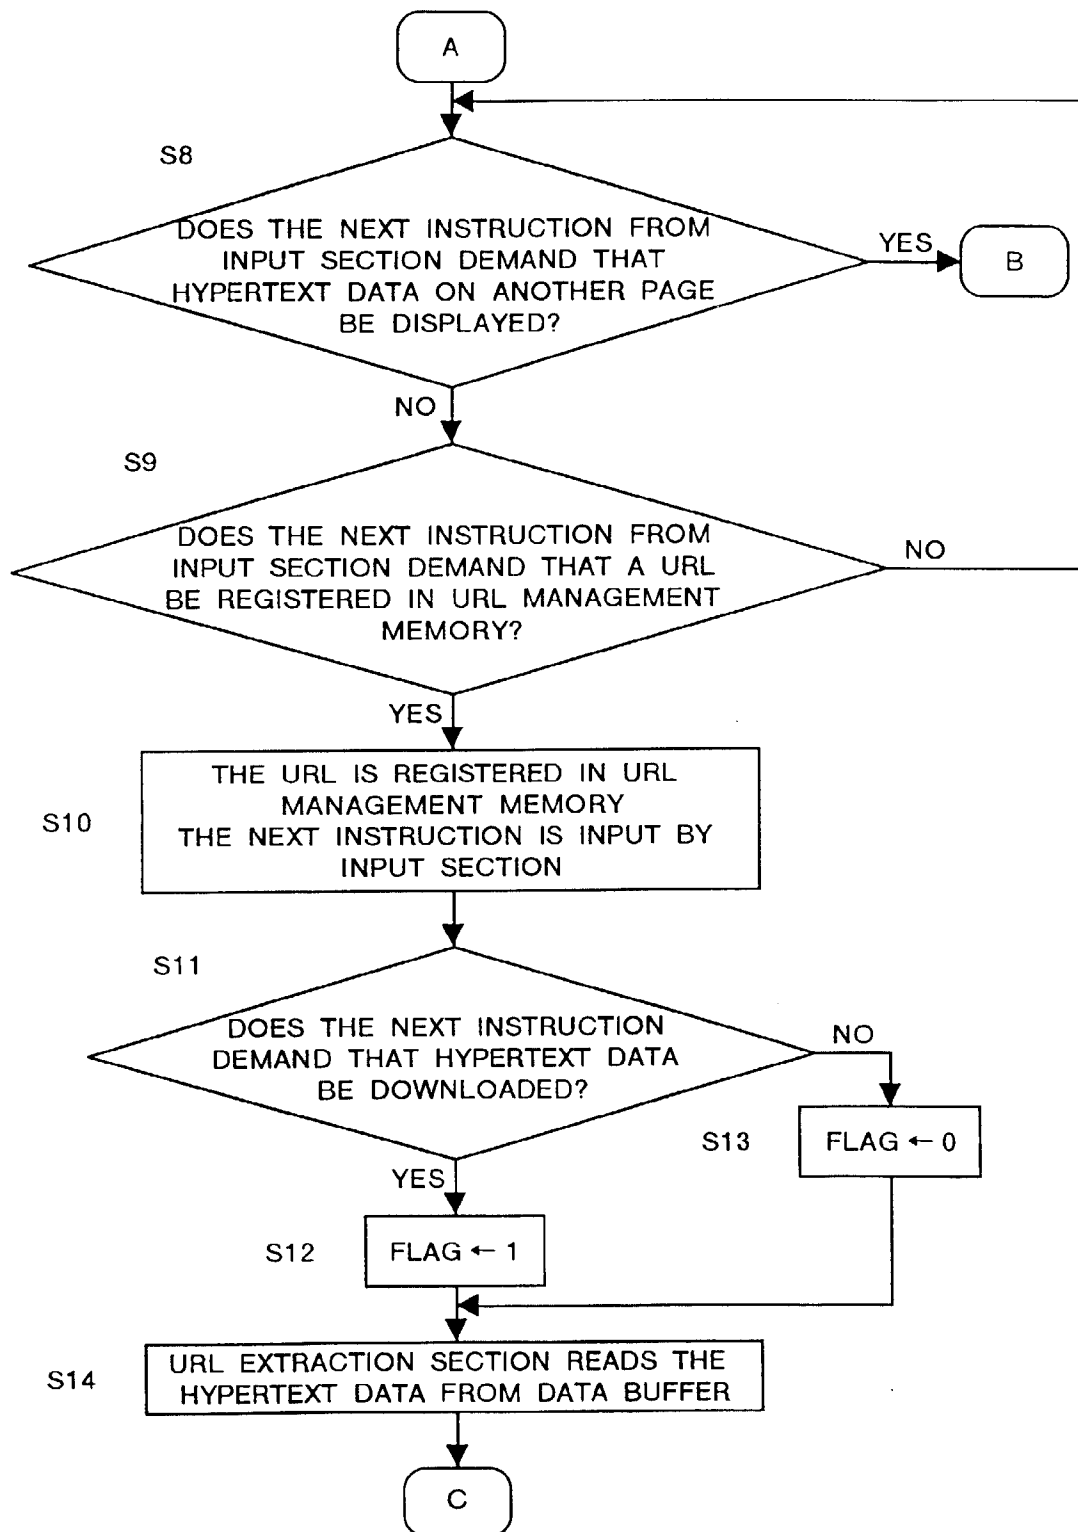 A
S8
DOES THE NEXT INSTRUCTION FROM
INPUT SECTION DEMAND THAT
HYPERTEXT DATA ON ANOTHER PAGE
BE DISPLAYED?
YES
B
NO
S9
DOES THE NEXT INSTRUCTION FROM
INPUT SECTION DEMAND THAT A URL
BE REGISTERED IN URL MANAGEMENT
MEMORY?
NO
YES
S10
THE URL IS REGISTERED IN URL
MANAGEMENT MEMORY
THE NEXT INSTRUCTION IS INPUT BY
INPUT SECTION
S11
DOES THE NEXT INSTRUCTION
DEMAND THAT HYPERTEXT DATA
BE DOWNLOADED?
NO
S13
FLAG ← 0
YES
S12
FLAG ← 1
S14
URL EXTRACTION SECTION READS THE
HYPERTEXT DATA FROM DATA BUFFER
C